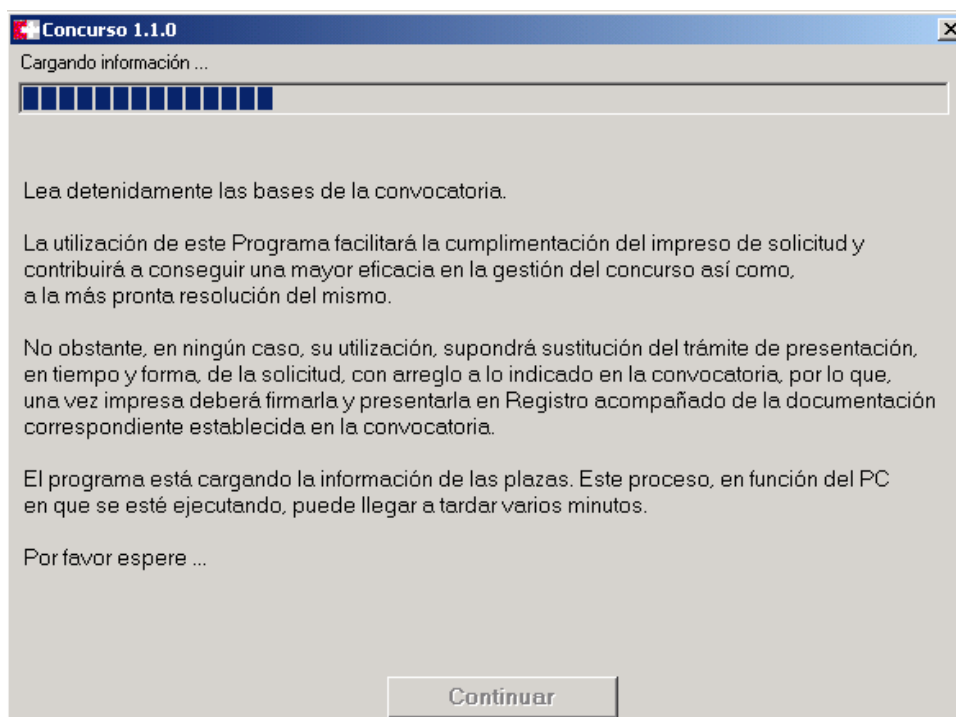 Concurso 1.1.0
Cargando información ...
Lea detenidamente las bases de la convocatoria.
La utilización de este Programa facilitará la cumplimentación del impreso de solicitud y
contribuirá a conseguir una mayor eficacia en la gestión del concurso así como,
a la más pronta resolución del mismo.
No obstante, en ningún caso, su utilización, supondrá sustitución del trámite de presentación,
en tiempo y forma, de la solicitud, con arreglo a lo indicado en la convocatoria, por lo que,
una vez impresa deberá firmarla y presentarla en Registro acompañado de la documentación
correspondiente establecida en la convocatoria.
El programa está cargando la información de las plazas. Este proceso, en función del PC
en que se esté ejecutando, puede llegar a tardar varios minutos.
Por favor espere ...
Continuar